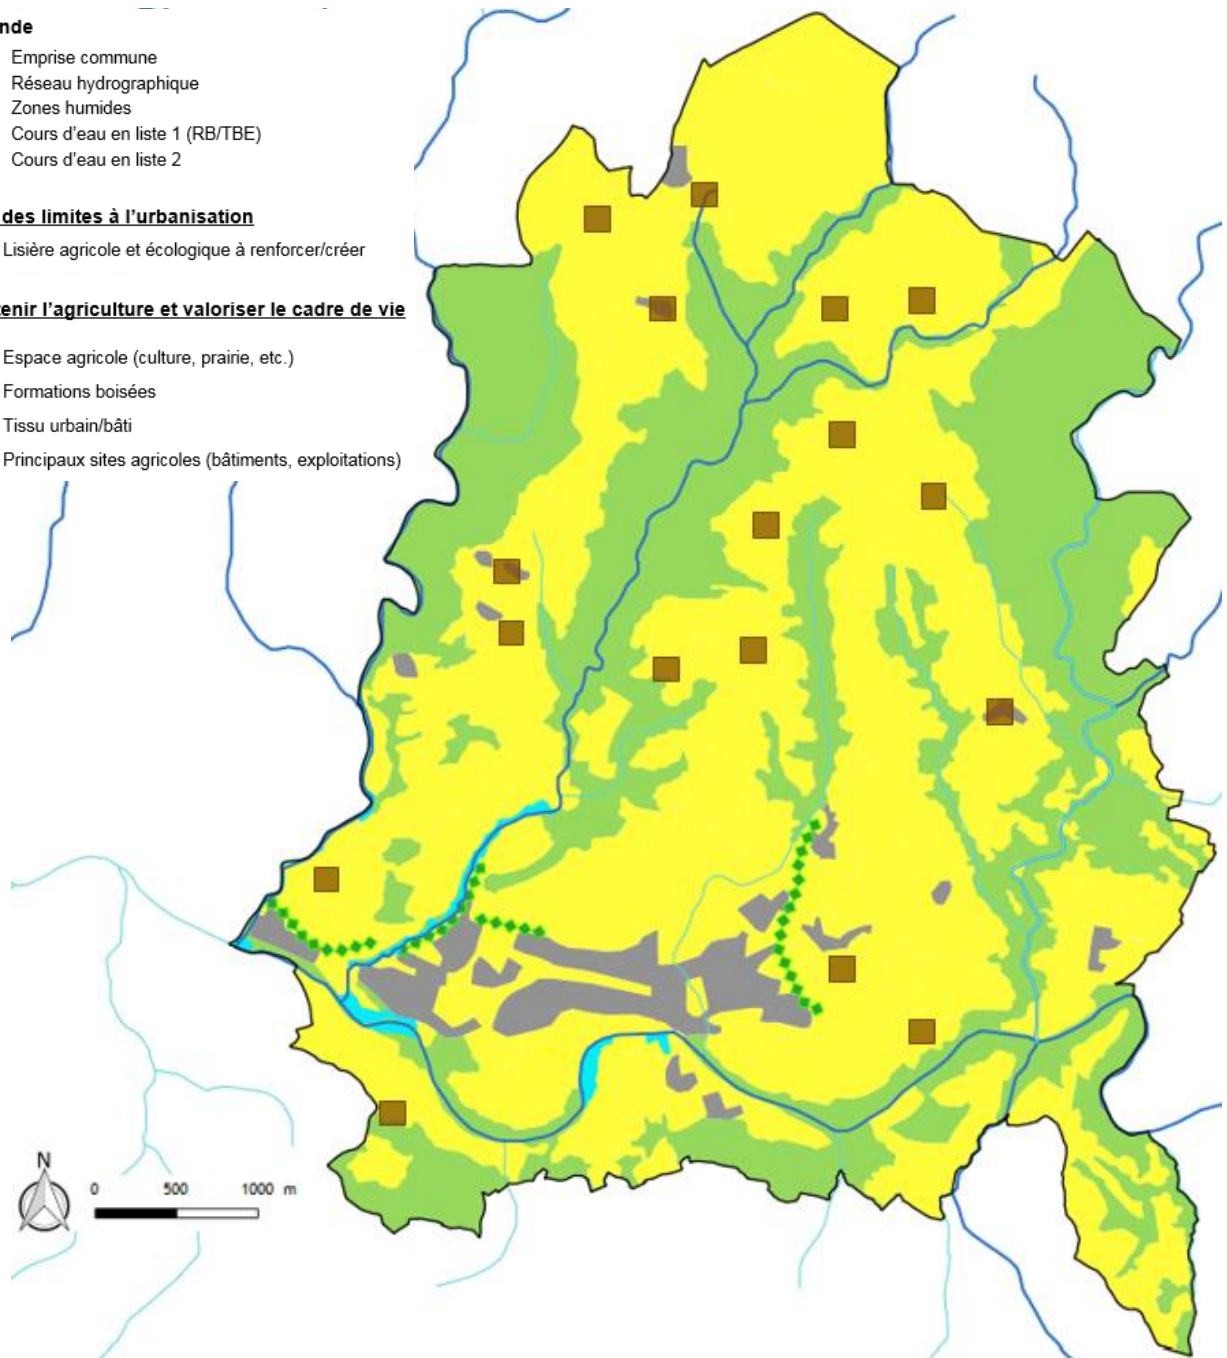 nde
Emprise commune
Réseau hydrographique
Zones humides
Cours d'eau en liste 1 (RB/TBE)
Cours d'eau en liste 2
des limites à l'urbanisation
Lisière agricole et écologique à renforcer/créer
tenir l'agriculture et valoriser le cadre de vie
Espace agricole (culture, prairie, etc.)
Formations boisées
Tissu urbain/bâti
Principaux sites agricoles (bâtiments, exploitations)
N
0 500 1000 m